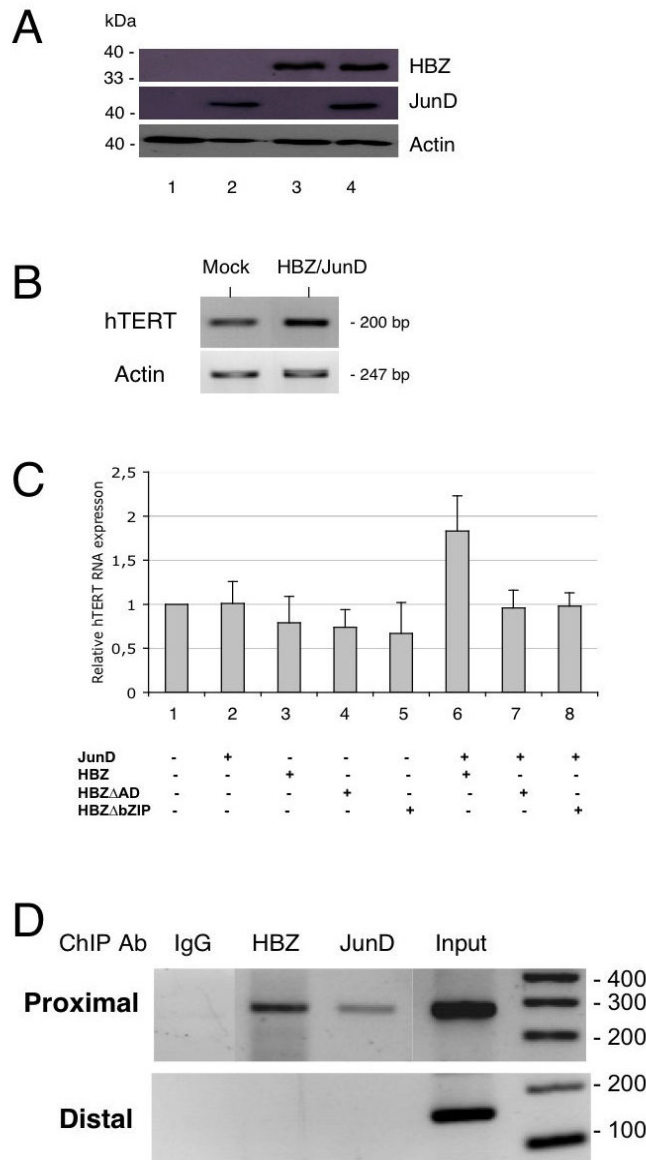 A
kDa
40 -
33 -
HBZ
40 -
JunD
40 -
Actin
1 2 3 4
B
Mock HBZ/JunD
hTERT
- 200 bp
Actin
- 247 bp
C
Relative hTERT RNA expresson
2,5
2
1,5
1
0,5
0
1 2 3 4 5 6 7 8
JunD - + - - - + + +
HBZ - - + - - + - -
HBZΔAD - - - + - - + -
HBZΔbZIP - - - - + - - +
D
ChIP Ab IgG HBZ JunD Input
Proximal
- 400
- 300
- 200
Distal
- 200
- 100